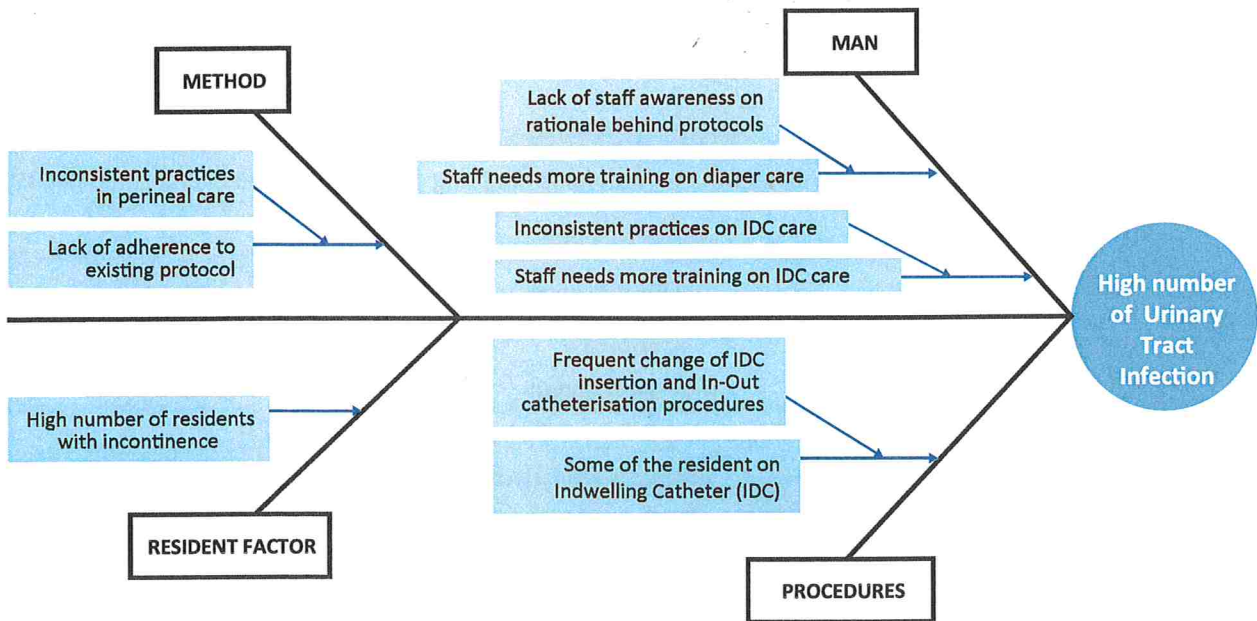 METHOD
Inconsistent practices
in perineal care
Lack of adherence to
existing protocol
MAN
Lack of staff awareness on
rationale behind protocols
Staff needs more training on diaper care
Inconsistent practices on IDC care
Staff needs more training on IDC care
High number
of Urinary
Tract
Infection
High number of residents
with incontinence
RESIDENT FACTOR
Frequent change of IDC
insertion and In-Out
catheterisation procedures
Some of the resident on
Indwelling Catheter (IDC)
PROCEDURES